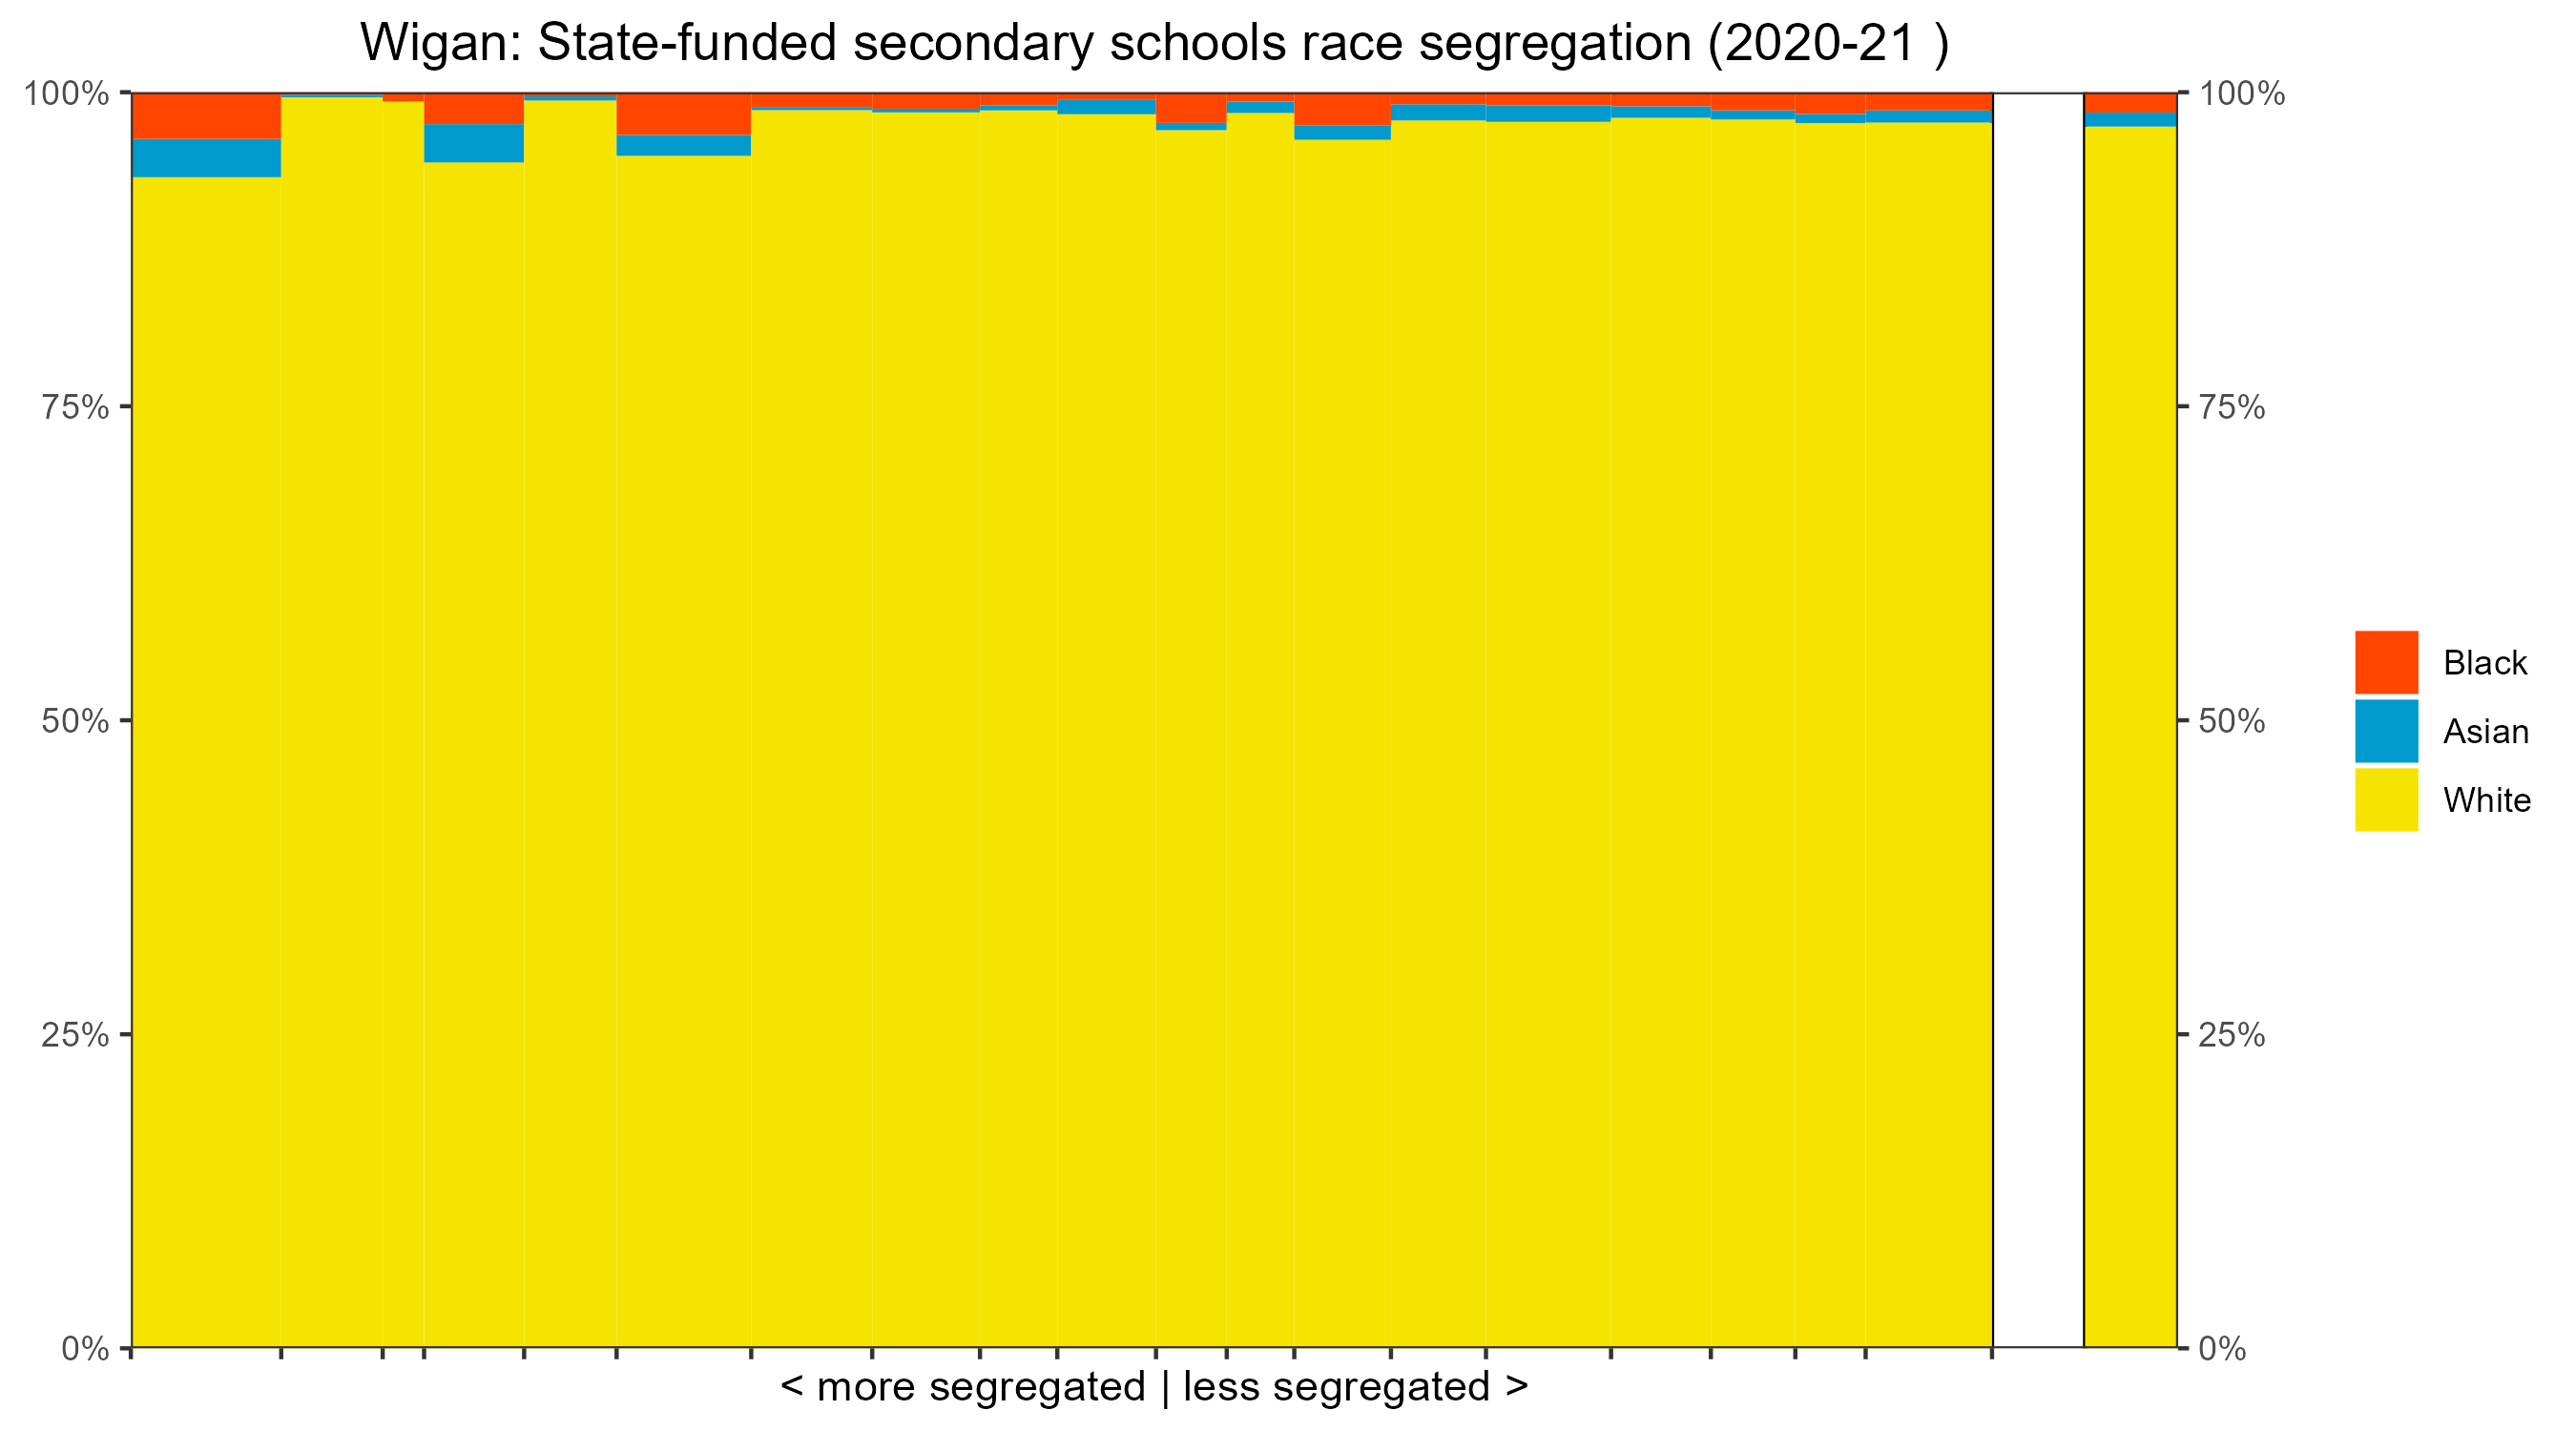 Wigan: State-funded secondary schools race segregation (2020-21 )
100%
75%
50%
25%
0%
100%
75%
50%
25%
0%
Black
Asian
White
< more segregated | less segregated >